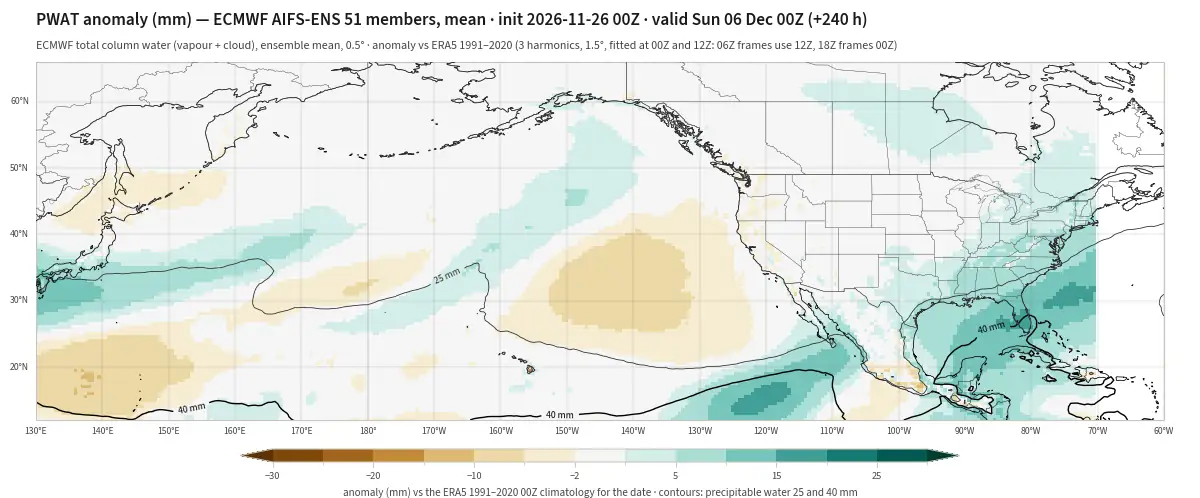 PWAT anomaly (mm) — ECMWF AIFS-ENS 51 members, mean · init 2026-11-26 00Z · valid Sun 06 Dec 00Z (+240 h)
ECMWF total column water (vapour + cloud), ensemble mean, 0.5° · anomaly vs ERA5 1991–2020 (3 harmonics, 1.5°, fitted at 00Z and 12Z: 06Z frames use 12Z, 18Z frames 00Z)
60°N
50°N
40°N
30°N
20°N
25 mm
40 mm
40 mm
40 mm
130°E 140°E 150°E 160°E 170°E 180° 170°W 160°W 150°W 140°W 130°W 120°W 110°W 100°W 90°W 80°W 70°W 60°W
−30 −20 −10 −2 5 15 25
anomaly (mm) vs the ERA5 1991–2020 00Z climatology for the date · contours: precipitable water 25 and 40 mm